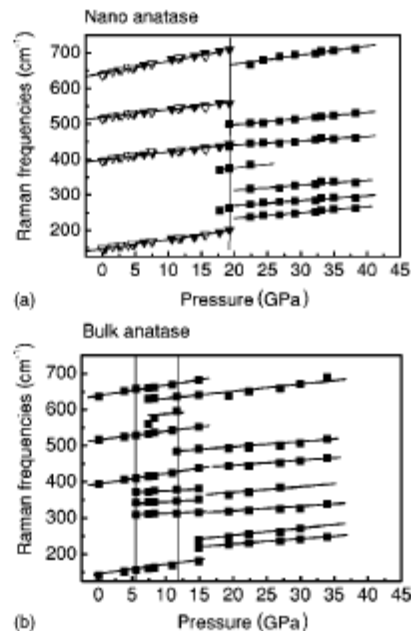 Nano anatase
Raman frequencies (cm⁻¹)
700
600
500
400
300
200
0 5 10 15 20 25 30 35 40 45
(a)
Pressure (GPa)
Bulk anatase
Raman frequencies (cm⁻¹)
700
600
500
400
300
200
0 5 10 15 20 25 30 35 40 45
(b)
Pressure (GPa)